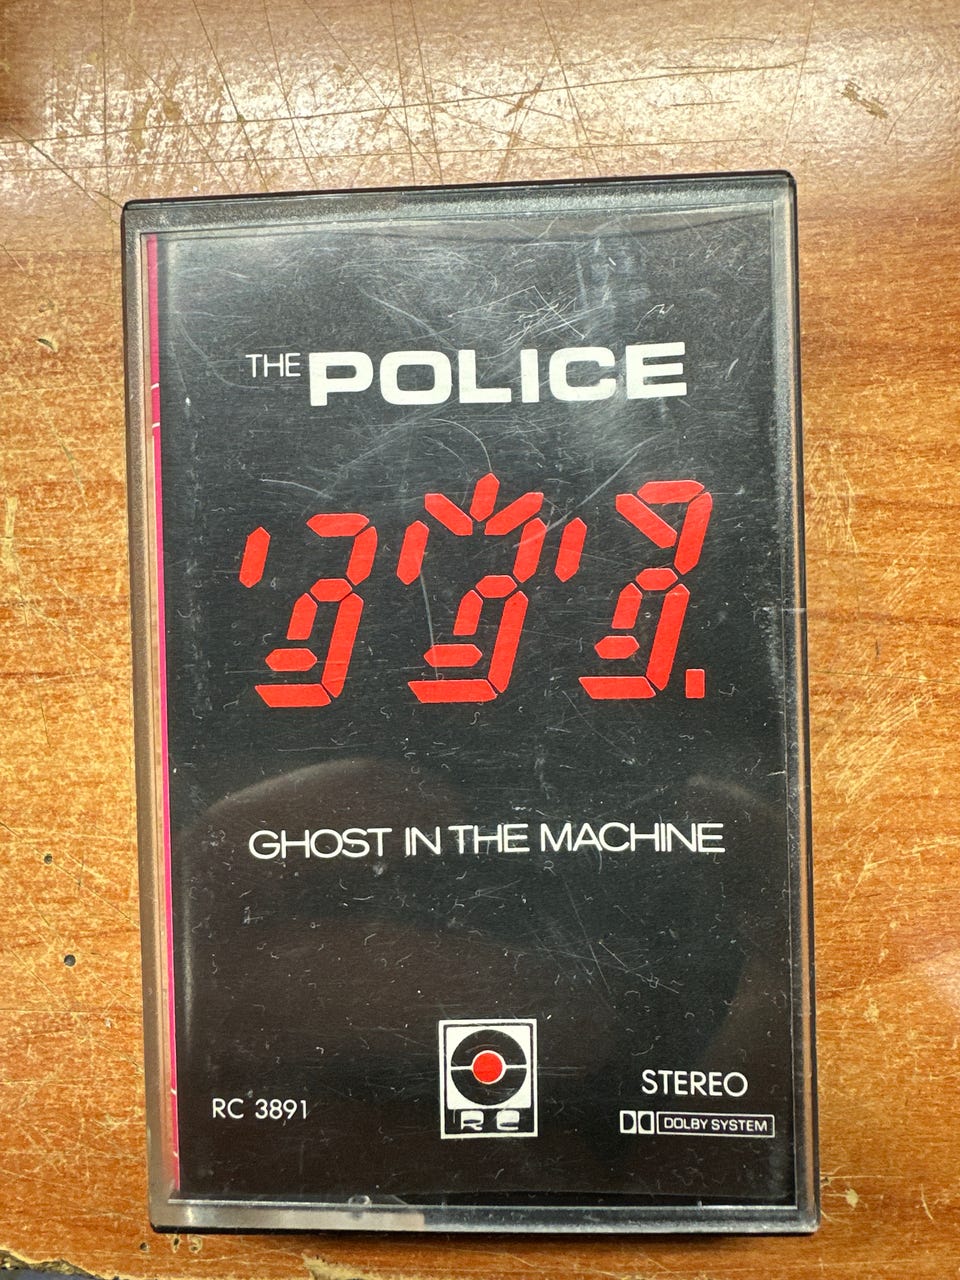 THE POLICE
GHOST IN THE MACHINE
RC
RC 3891
STEREO
DOLBY SYSTEM